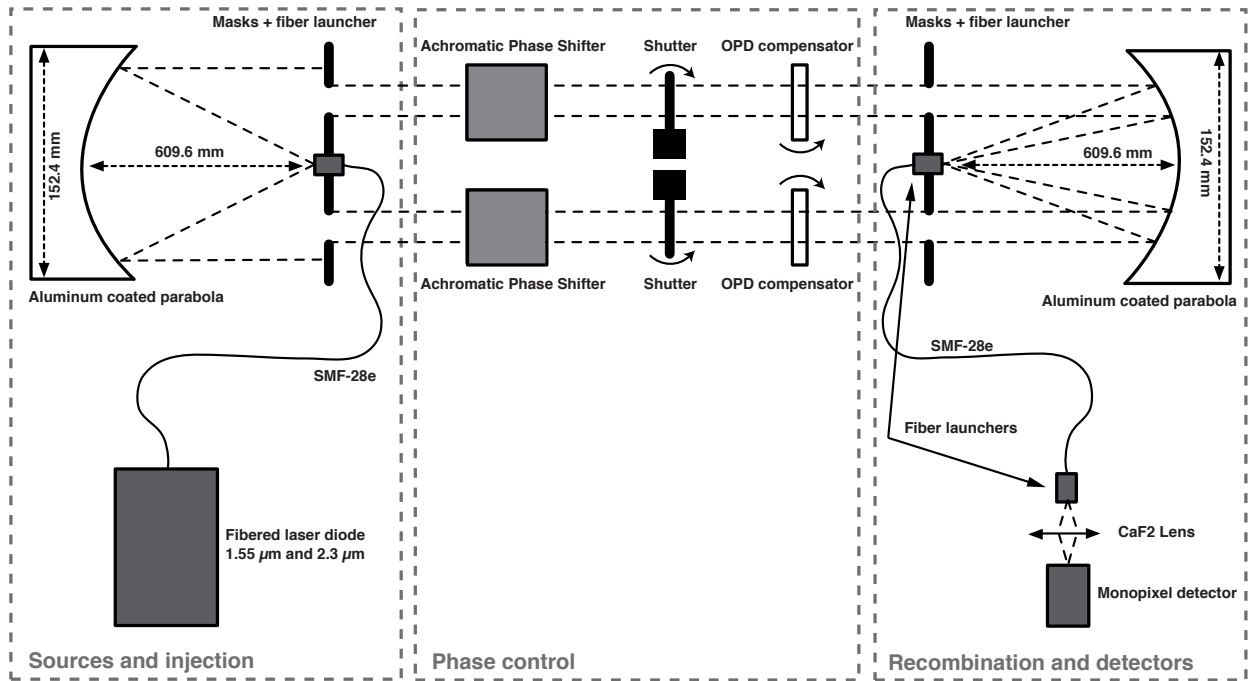 Masks + fiber launcher
152.4 mm
609.6 mm
Aluminum coated parabola
SMF-28e
Fibered laser diode
1.55 µm and 2.3 µm
Sources and injection
Achromatic Phase Shifter
Shutter
OPD compensator
Achromatic Phase Shifter
Shutter
OPD compensator
Phase control
Masks + fiber launcher
609.6 mm
152.4 mm
Aluminum coated parabola
SMF-28e
Fiber launchers
CaF2 Lens
Monopixel detector
Recombination and detectors